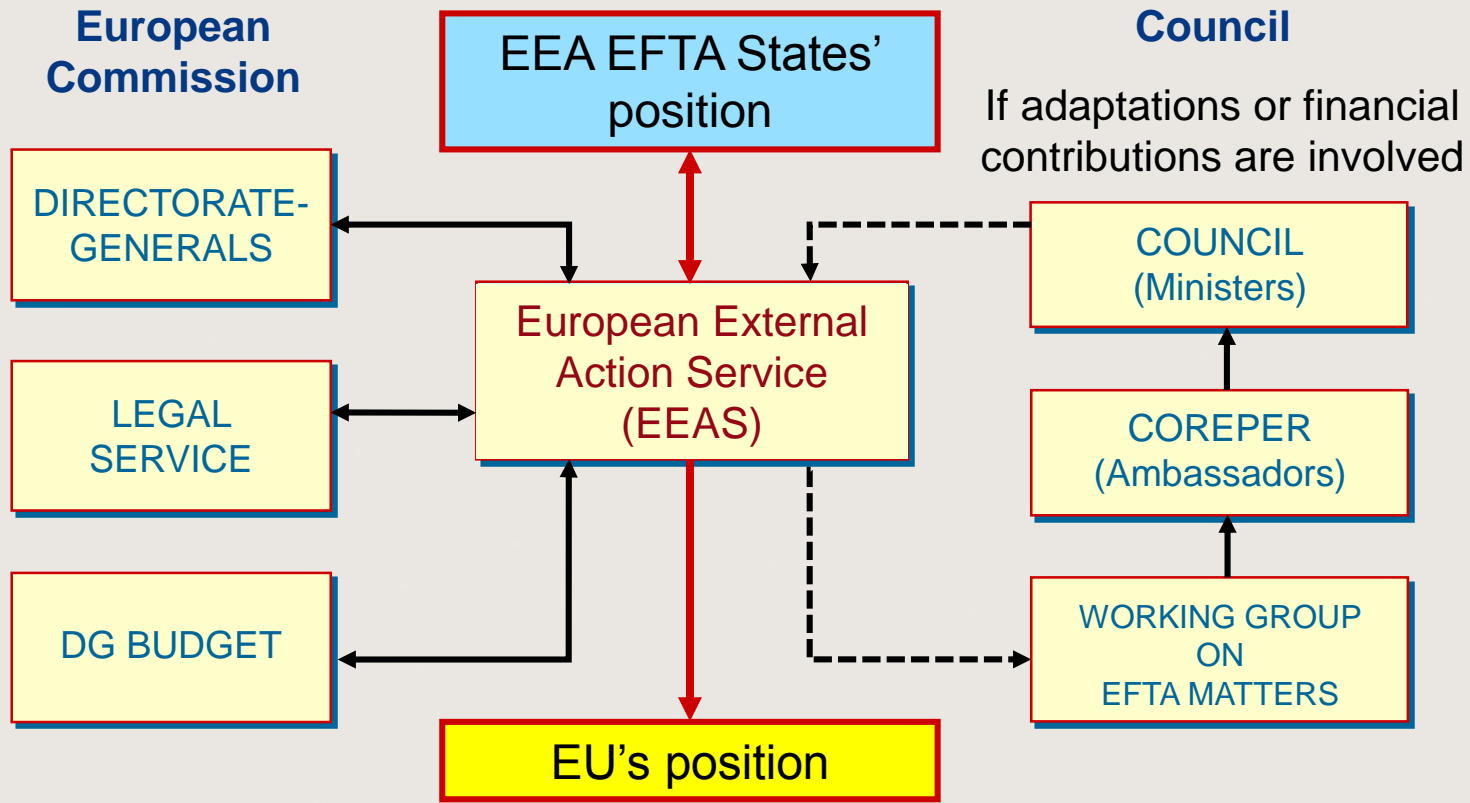 European
Commission
DIRECTORATE-
GENERALS
LEGAL
SERVICE
DG BUDGET
EEA EFTA States’
position
European External
Action Service
(EEAS)
EU’s position
Council
If adaptations or financial
contributions are involved
COUNCIL
(Ministers)
COREPER
(Ambassadors)
WORKING GROUP
ON
EFTA MATTERS